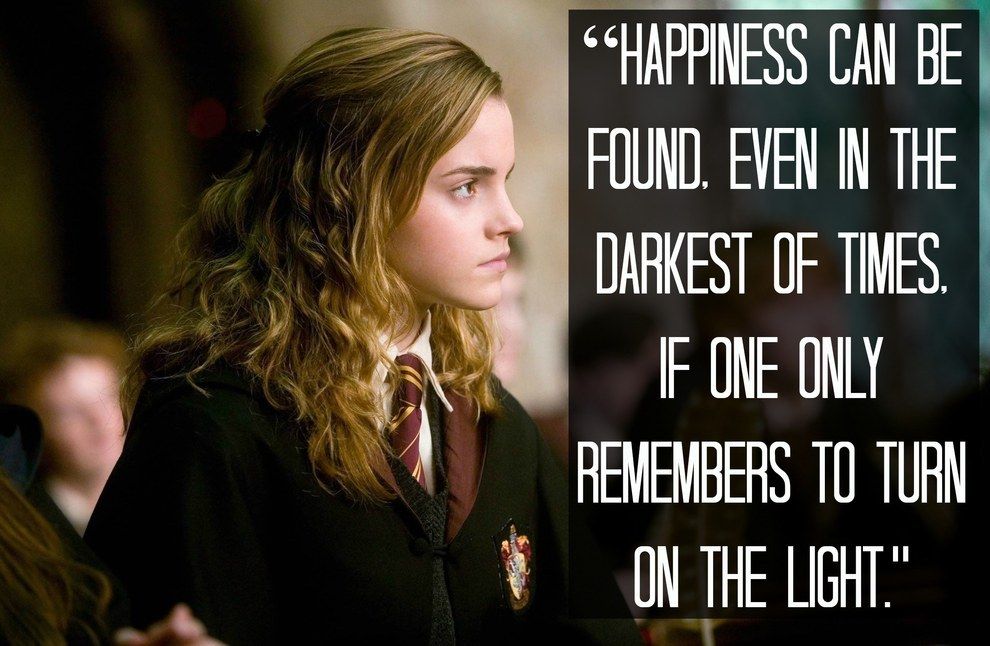 “HAPPINESS CAN BE
FOUND, EVEN IN THE
DARKEST OF TIMES,
IF ONE ONLY
REMEMBERS TO TURN
ON THE LIGHT."